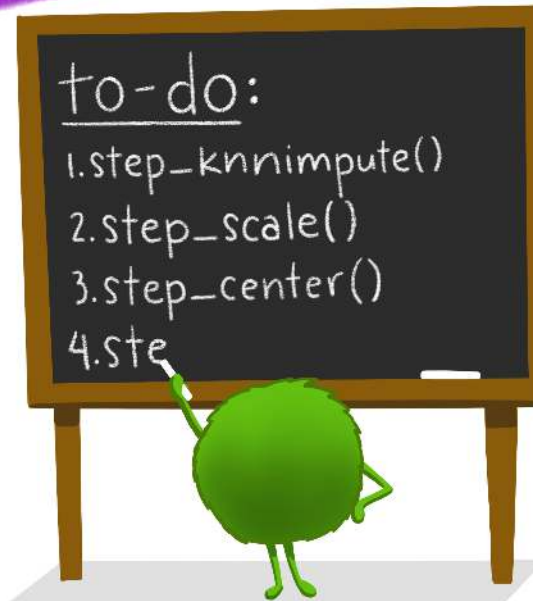 to-do:
1.step_knnimpute()
2.step_scale()
3.step_center()
4.ste